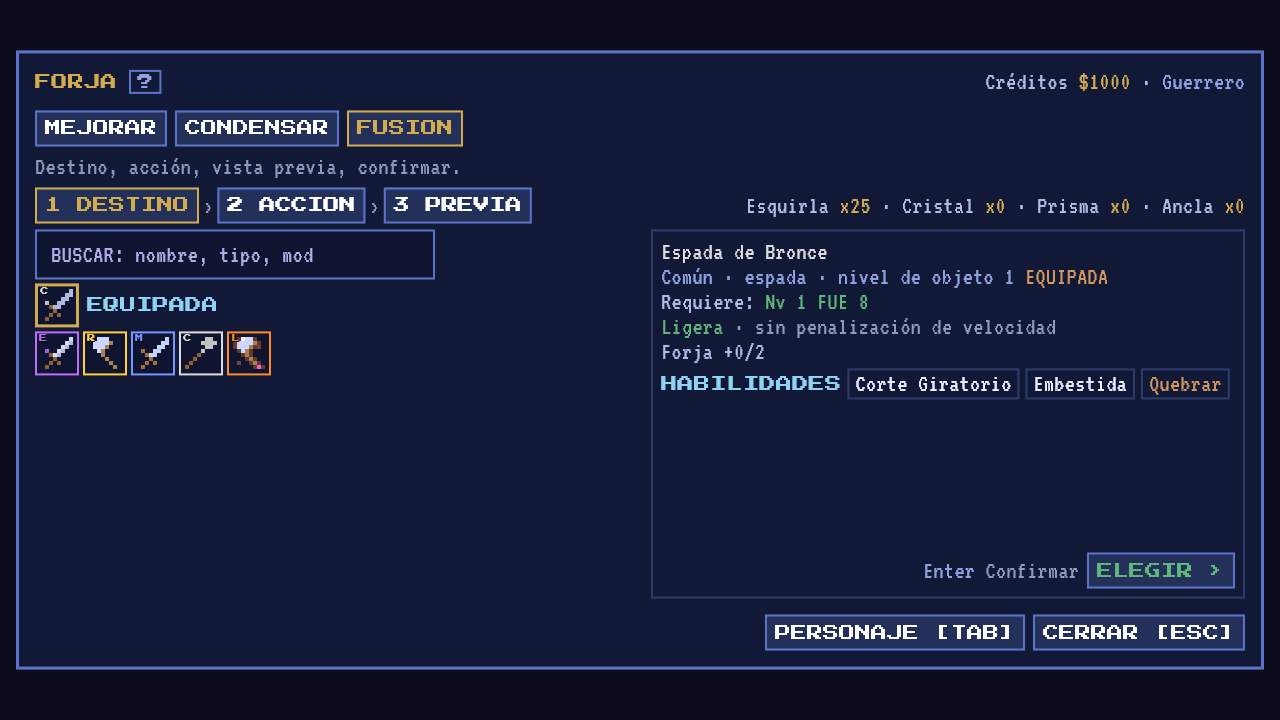 FORJA ?
Créditos $1000 · Guerrero
MEJORAR CONDENSAR FUSION
Destino, acción, vista previa, confirmar.
1 DESTINO › 2 ACCION › 3 PREVIA
Esquirla x25 · Cristal x0 · Prisma x0 · Ancla x0
BUSCAR: nombre, tipo, mod
C EQUIPADA
E R M C L
Espada de Bronce
Común · espada · nivel de objeto 1 EQUIPADA
Requiere: Nv 1 FUE 8
Ligera · sin penalización de velocidad
Forja +0/2
HABILIDADES Corte Giratorio Embestida Quebrar
Enter Confirmar ELEGIR >
PERSONAJE [TAB] CERRAR [ESC]